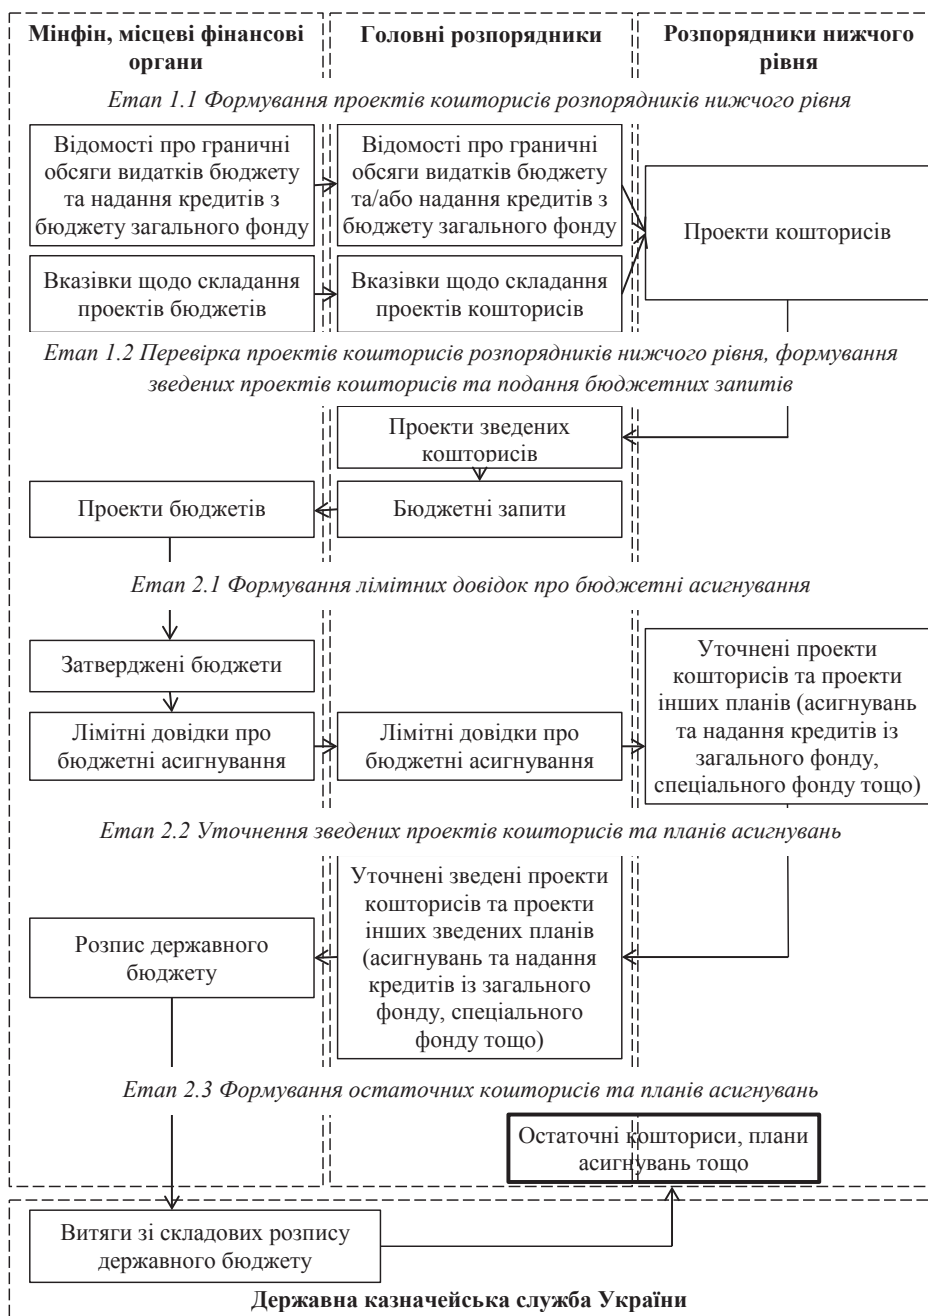 Мінфін, місцеві фінансові
органи
Головні розпорядники
Розпорядники нижчого
рівня
Етап 1.1 Формування проектів кошторисів розпорядників нижчого рівня
Відомості про граничні
обсяги видатків бюджету
та надання кредитів з
бюджету загального фонду
Відомості про граничні
обсяги видатків бюджету
та/або надання кредитів з
бюджету загального фонду
Проекти кошторисів
Вказівки щодо складання
проектів бюджетів
Вказівки щодо складання
проектів кошторисів
Етап 1.2 Перевірка проектів кошторисів розпорядників нижчого рівня, формування
зведених проектів кошторисів та подання бюджетних запитів
Проекти зведених
кошторисів
Проекти бюджетів
Бюджетні запити
Етап 2.1 Формування лімітних довідок про бюджетні асигнування
Затверджені бюджети
Лімітні довідки про
бюджетні асигнування
Лімітні довідки про
бюджетні асигнування
Уточнені проекти
кошторисів та проекти
інших планів (асигнувань
та надання кредитів із
загального фонду,
спеціального фонду тощо)
Етап 2.2 Уточнення зведених проектів кошторисів та планів асигнувань
Розпис державного
бюджету
Уточнені зведені проекти
кошторисів та проекти
інших зведених планів
(асигнувань та надання
кредитів із загального
фонду, спеціального
фонду тощо)
Етап 2.3 Формування остаточних кошторисів та планів асигнувань
Остаточні кошториси, плани
асигнувань тощо
Витяги зі складових розпису
державного бюджету
Державна казначейська служба України